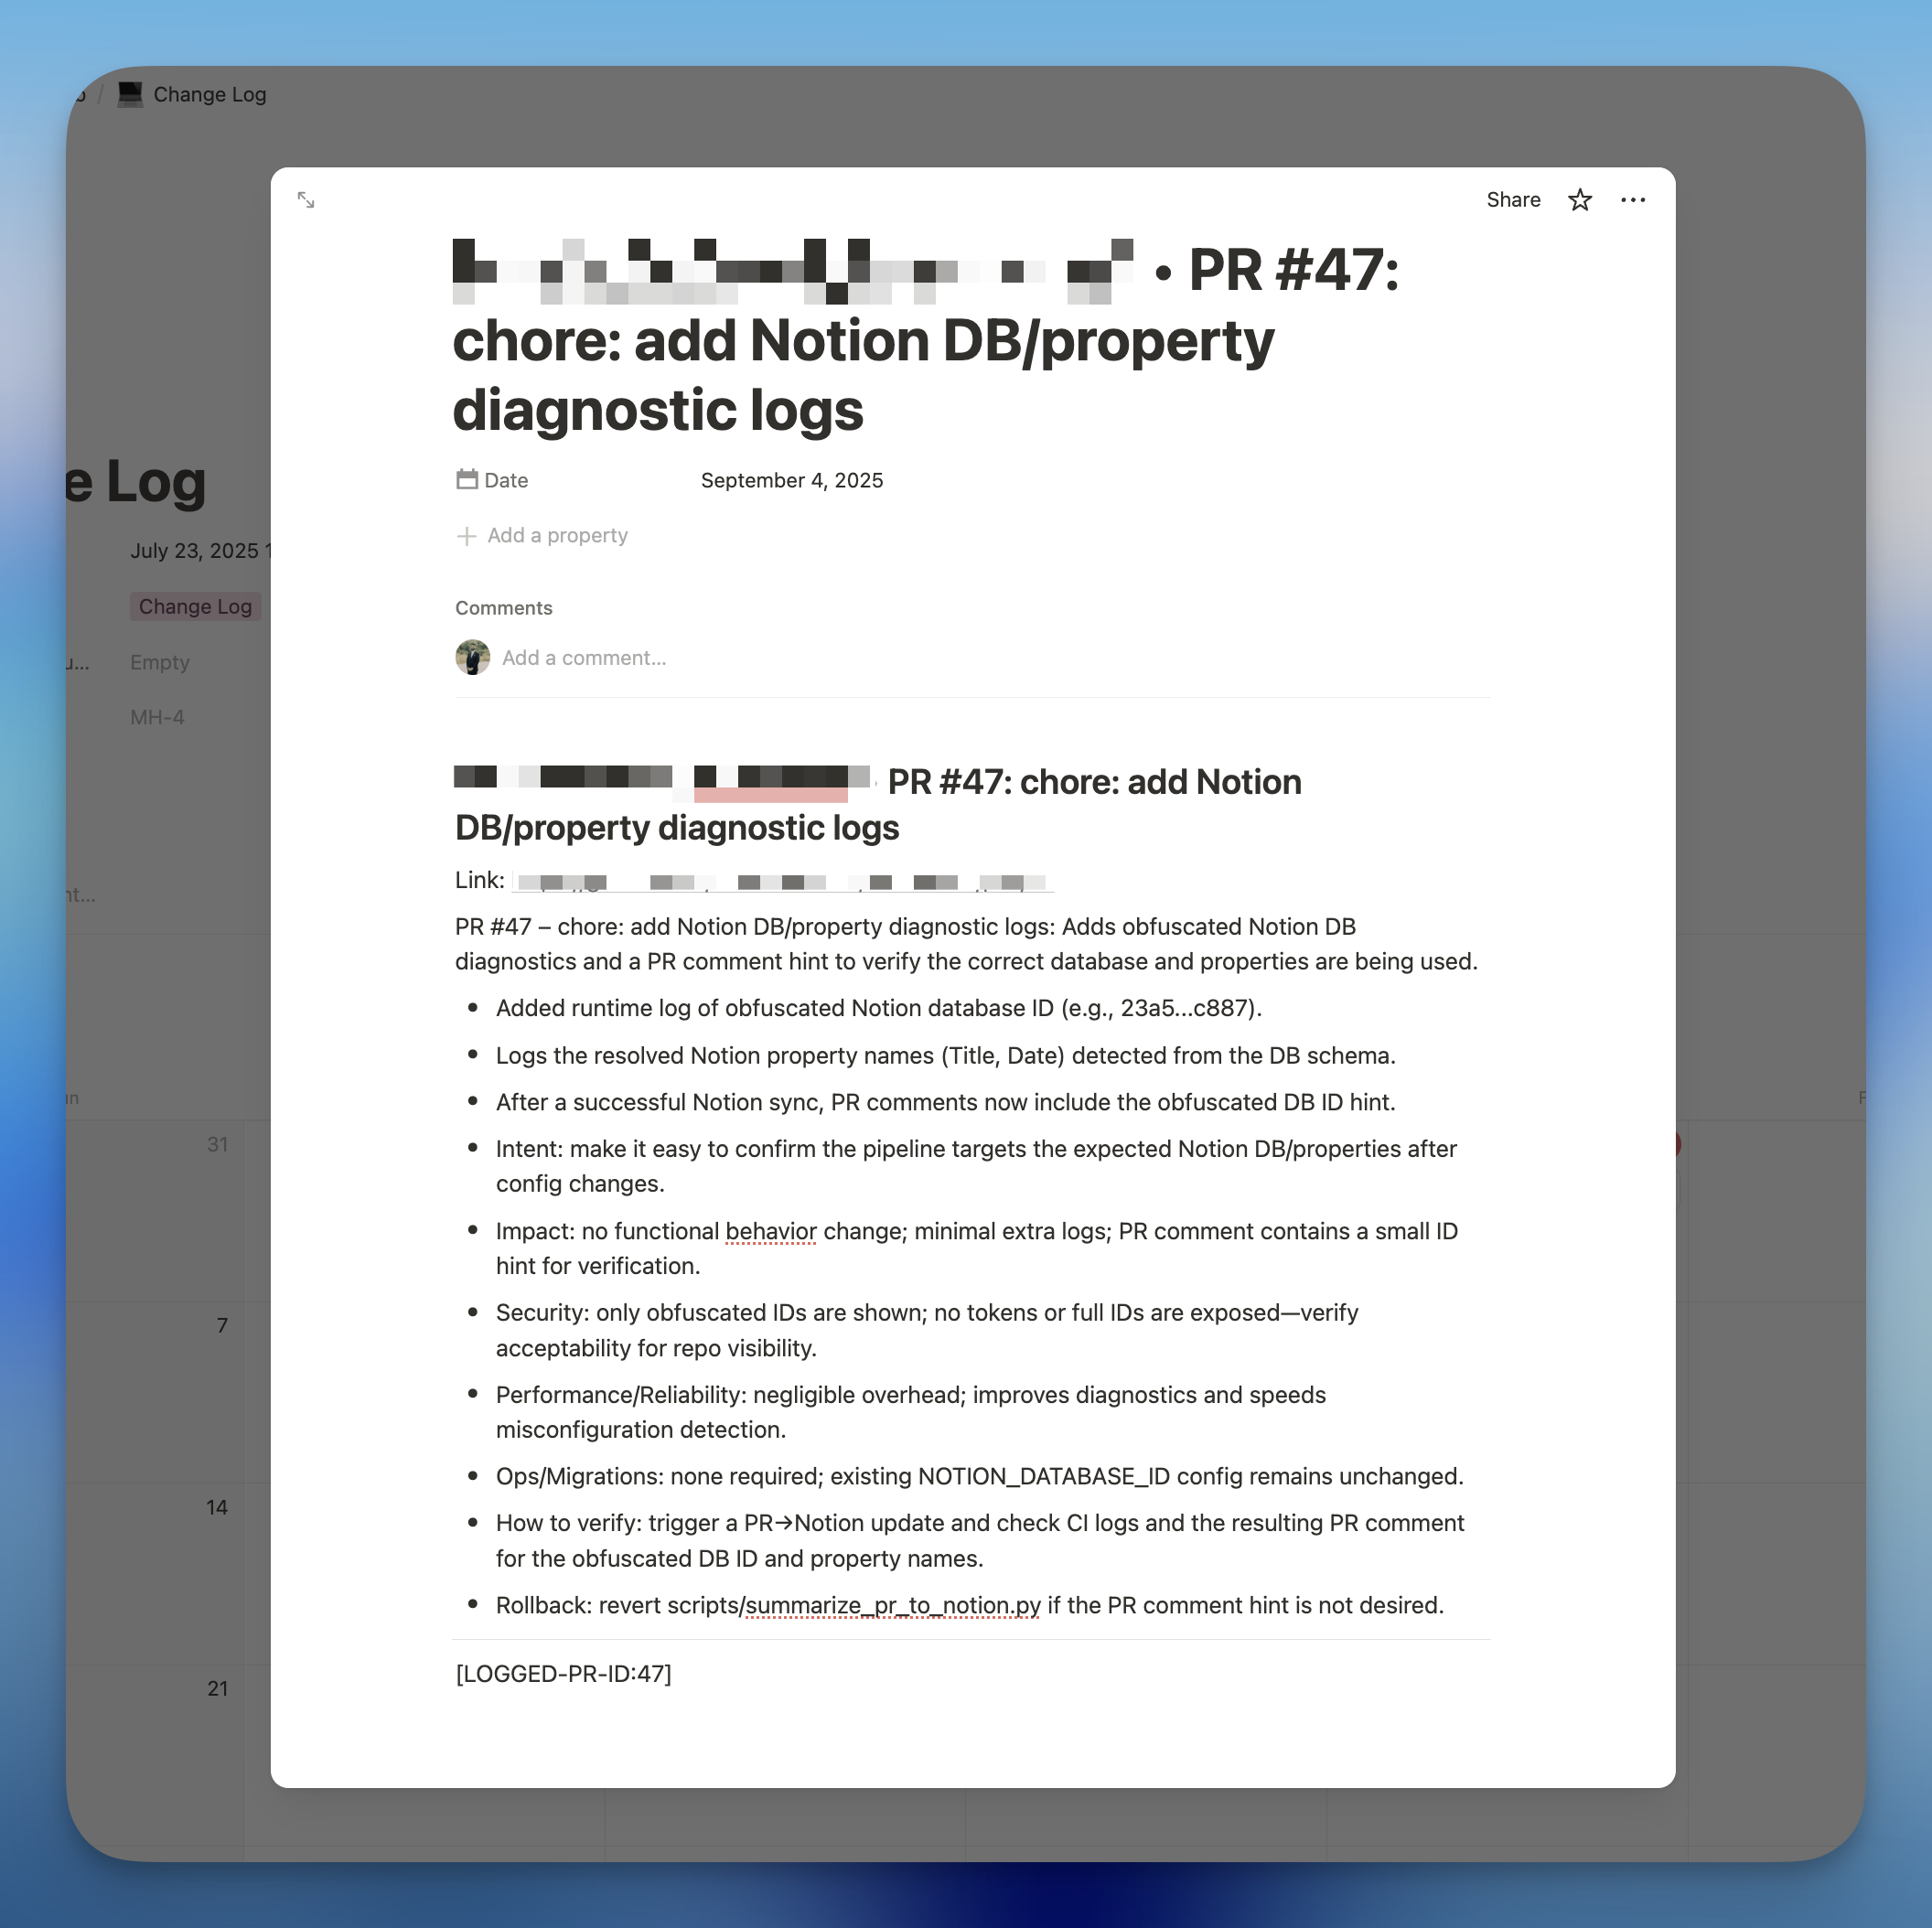 / Change Log
Share
• PR #47:
chore: add Notion DB/property
diagnostic logs
Date September 4, 2025
Add a property
Comments
Add a comment...
PR #47: chore: add Notion
DB/property diagnostic logs
Link:
PR #47 – chore: add Notion DB/property diagnostic logs: Adds obfuscated Notion DB
diagnostics and a PR comment hint to verify the correct database and properties are being used.
• Added runtime log of obfuscated Notion database ID (e.g., 23a5…c887).
• Logs the resolved Notion property names (Title, Date) detected from the DB schema.
• After a successful Notion sync, PR comments now include the obfuscated DB ID hint.
• Intent: make it easy to confirm the pipeline targets the expected Notion DB/properties after
config changes.
• Impact: no functional behavior change; minimal extra logs; PR comment contains a small ID
hint for verification.
• Security: only obfuscated IDs are shown; no tokens or full IDs are exposed—verify
acceptability for repo visibility.
• Performance/Reliability: negligible overhead; improves diagnostics and speeds
misconfiguration detection.
• Ops/Migrations: none required; existing NOTION_DATABASE_ID config remains unchanged.
• How to verify: trigger a PR→Notion update and check CI logs and the resulting PR comment
for the obfuscated DB ID and property names.
• Rollback: revert scripts/summarize_pr_to_notion.py if the PR comment hint is not desired.
[LOGGED-PR-ID:47]
e Log
July 23, 2025 1
Change Log
u... Empty
MH-4
nt...
31
7
14
21